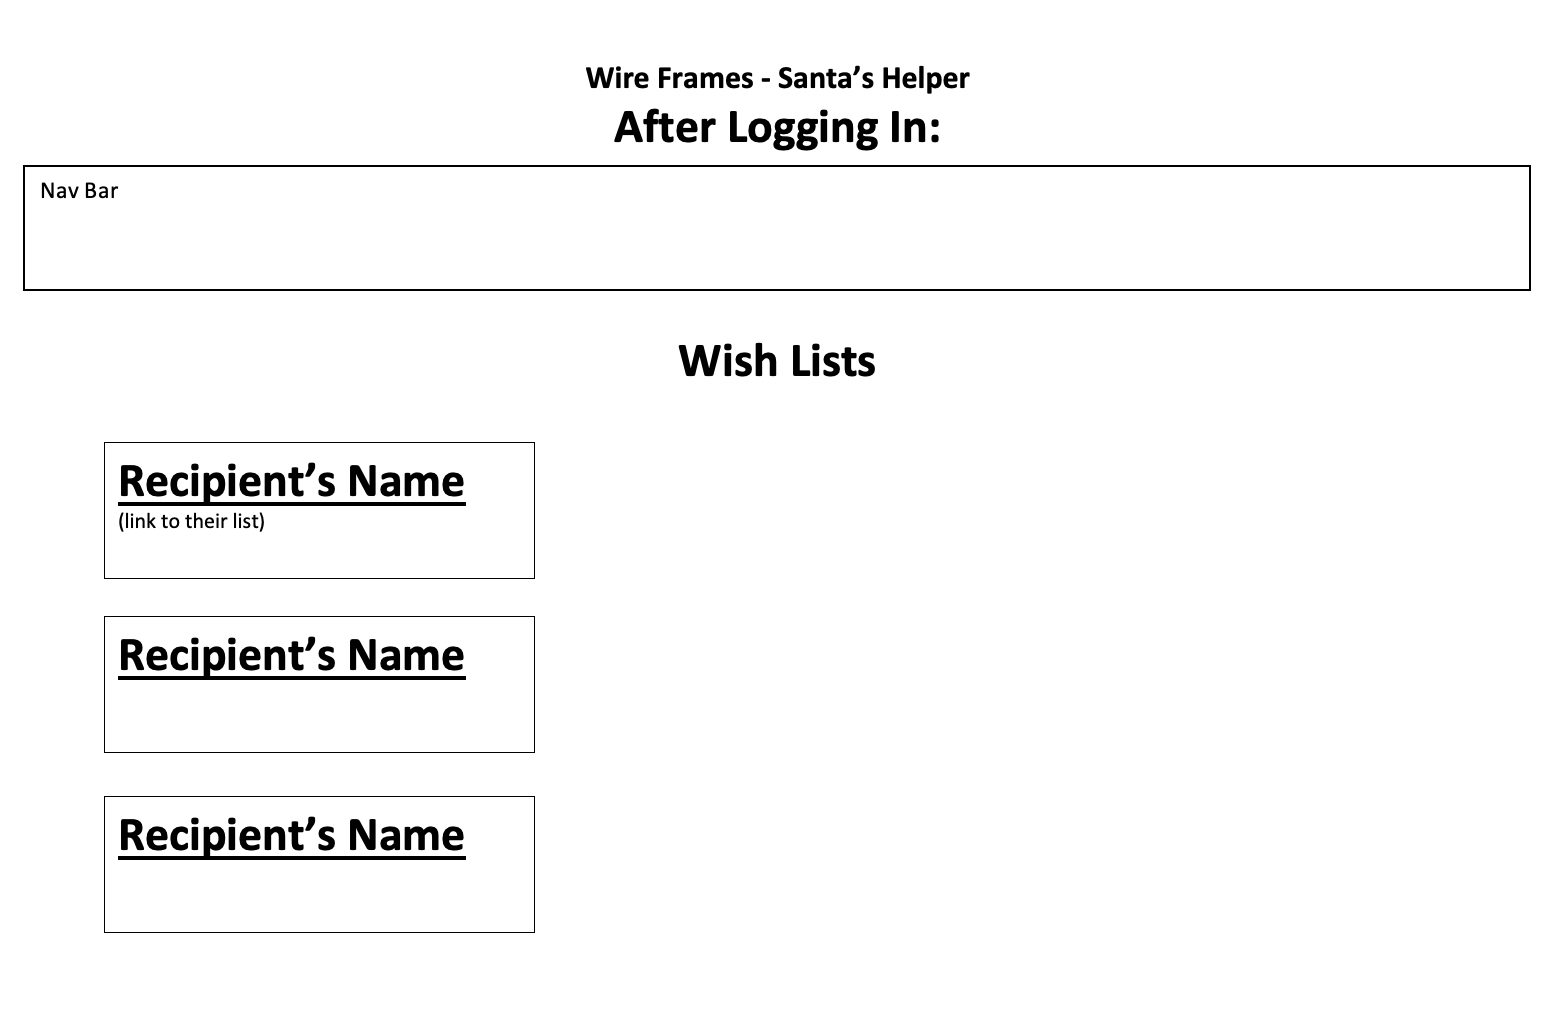 Wire Frames - Santa’s Helper
After Logging In:
Nav Bar
Wish Lists
Recipient’s Name
(link to their list)
Recipient’s Name
Recipient’s Name